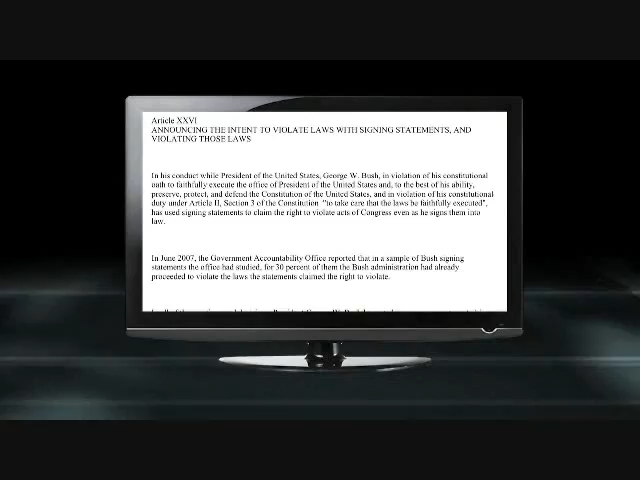 Article XXVI
ANNOUNCING THE INTENT TO VIOLATE LAWS WITH SIGNING STATEMENTS, AND
VIOLATING THOSE LAWS
In his conduct while President of the United States, George W. Bush, in violation of his constitutional
oath to faithfully execute the office of President of the United States and, to the best of his ability,
preserve, protect, and defend the Constitution of the United States, and in violation of his constitutional
duty under Article II, Section 3 of the Constitution "to take care that the laws be faithfully executed",
has used signing statements to claim the right to violate acts of Congress even as he signs them into
law.
In June 2007, the Government Accountability Office reported that in a sample of Bush signing
statements the office had studied, for 30 percent of them the Bush administration had already
proceeded to violate the laws the statements claimed the right to violate.